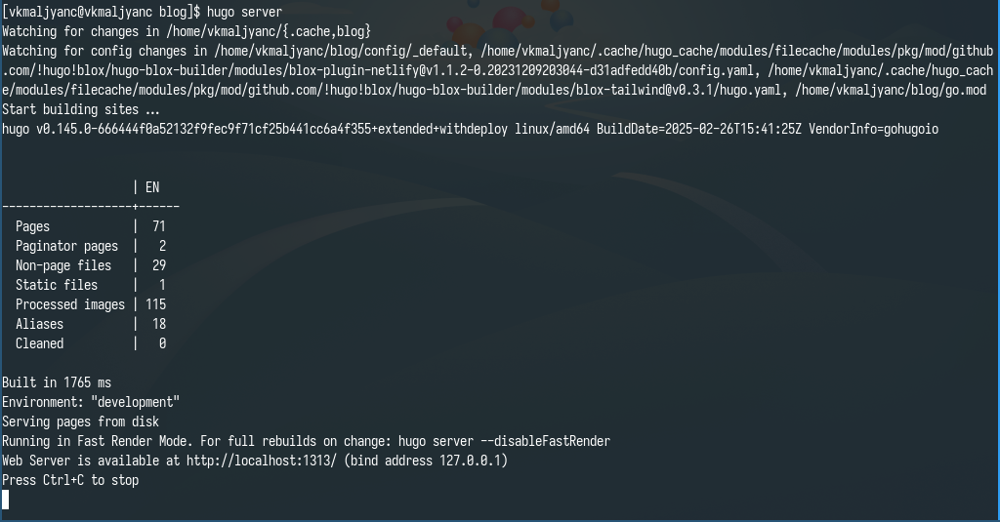 [vkmaljyanc@vkmaljyanc blog]$ hugo server
Watching for changes in /home/vkmaljyanc/{.cache,blog}
Watching for config changes in /home/vkmaljyanc/blog/config/_default, /home/vkmaljyanc/.cache/hugo_cache/modules/filecache/modules/pkg/mod/github
.com/!hugo!blox/hugo-blox-builder/modules/blox-plugin-netlify@v1.1.2-0.20231209203044-d31adfedd40b/config.yaml, /home/vkmaljyanc/.cache/hugo_cach
e/modules/filecache/modules/pkg/mod/github.com/!hugo!blox/hugo-blox-builder/modules/blox-tailwind@v0.3.1/hugo.yaml, /home/vkmaljyanc/blog/go.mod
Start building sites …
hugo v0.145.0-666444f0a52132f9fec9f71cf25b441cc6a4f355+extended+withdeploy linux/amd64 BuildDate=2025-02-26T15:41:25Z VendorInfo=gohugoio
                   | EN
-------------------+------
  Pages            |  71
  Paginator pages  |   2
  Non-page files   |  29
  Static files     |   1
  Processed images | 115
  Aliases          |  18
  Cleaned          |   0
Built in 1765 ms
Environment: "development"
Serving pages from disk
Running in Fast Render Mode. For full rebuilds on change: hugo server --disableFastRender
Web Server is available at http://localhost:1313/ (bind address 127.0.0.1)
Press Ctrl+C to stop